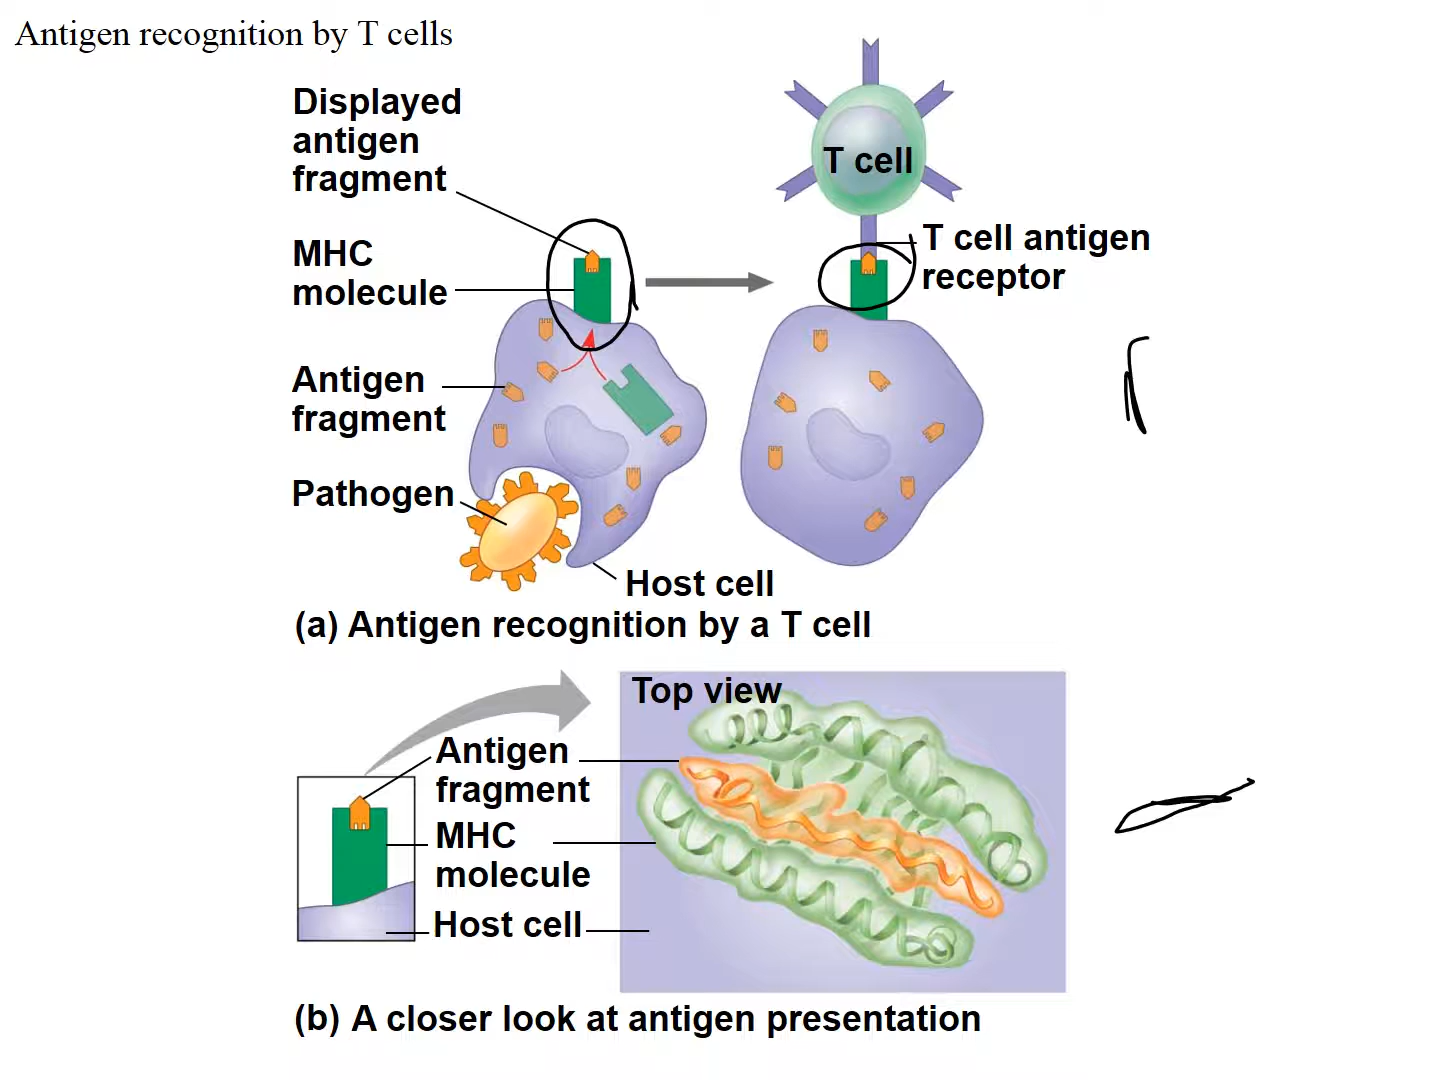 Antigen recognition by T cells
Displayed
antigen
fragment
MHC
molecule
Antigen
fragment
Pathogen
Host cell
T cell
T cell antigen
receptor
(a) Antigen recognition by a T cell
Top view
Antigen
fragment
MHC
molecule
Host cell
(b) A closer look at antigen presentation